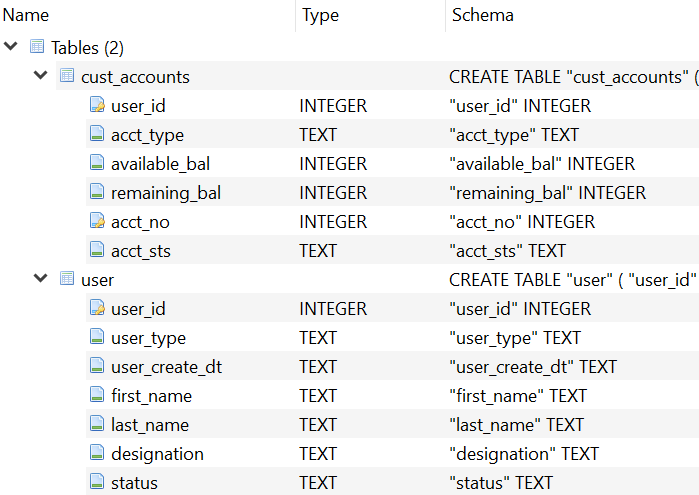 Name Type Schema
Tables (2)
cust_accounts CREATE TABLE "cust_accounts" (
user_id INTEGER "user_id" INTEGER
acct_type TEXT "acct_type" TEXT
available_bal INTEGER "available_bal" INTEGER
remaining_bal INTEGER "remaining_bal" INTEGER
acct_no INTEGER "acct_no" INTEGER
acct_sts TEXT "acct_sts" TEXT
user CREATE TABLE "user" ( "user_id"
user_id INTEGER "user_id" INTEGER
user_type TEXT "user_type" TEXT
user_create_dt TEXT "user_create_dt" TEXT
first_name TEXT "first_name" TEXT
last_name TEXT "last_name" TEXT
designation TEXT "designation" TEXT
status TEXT "status" TEXT